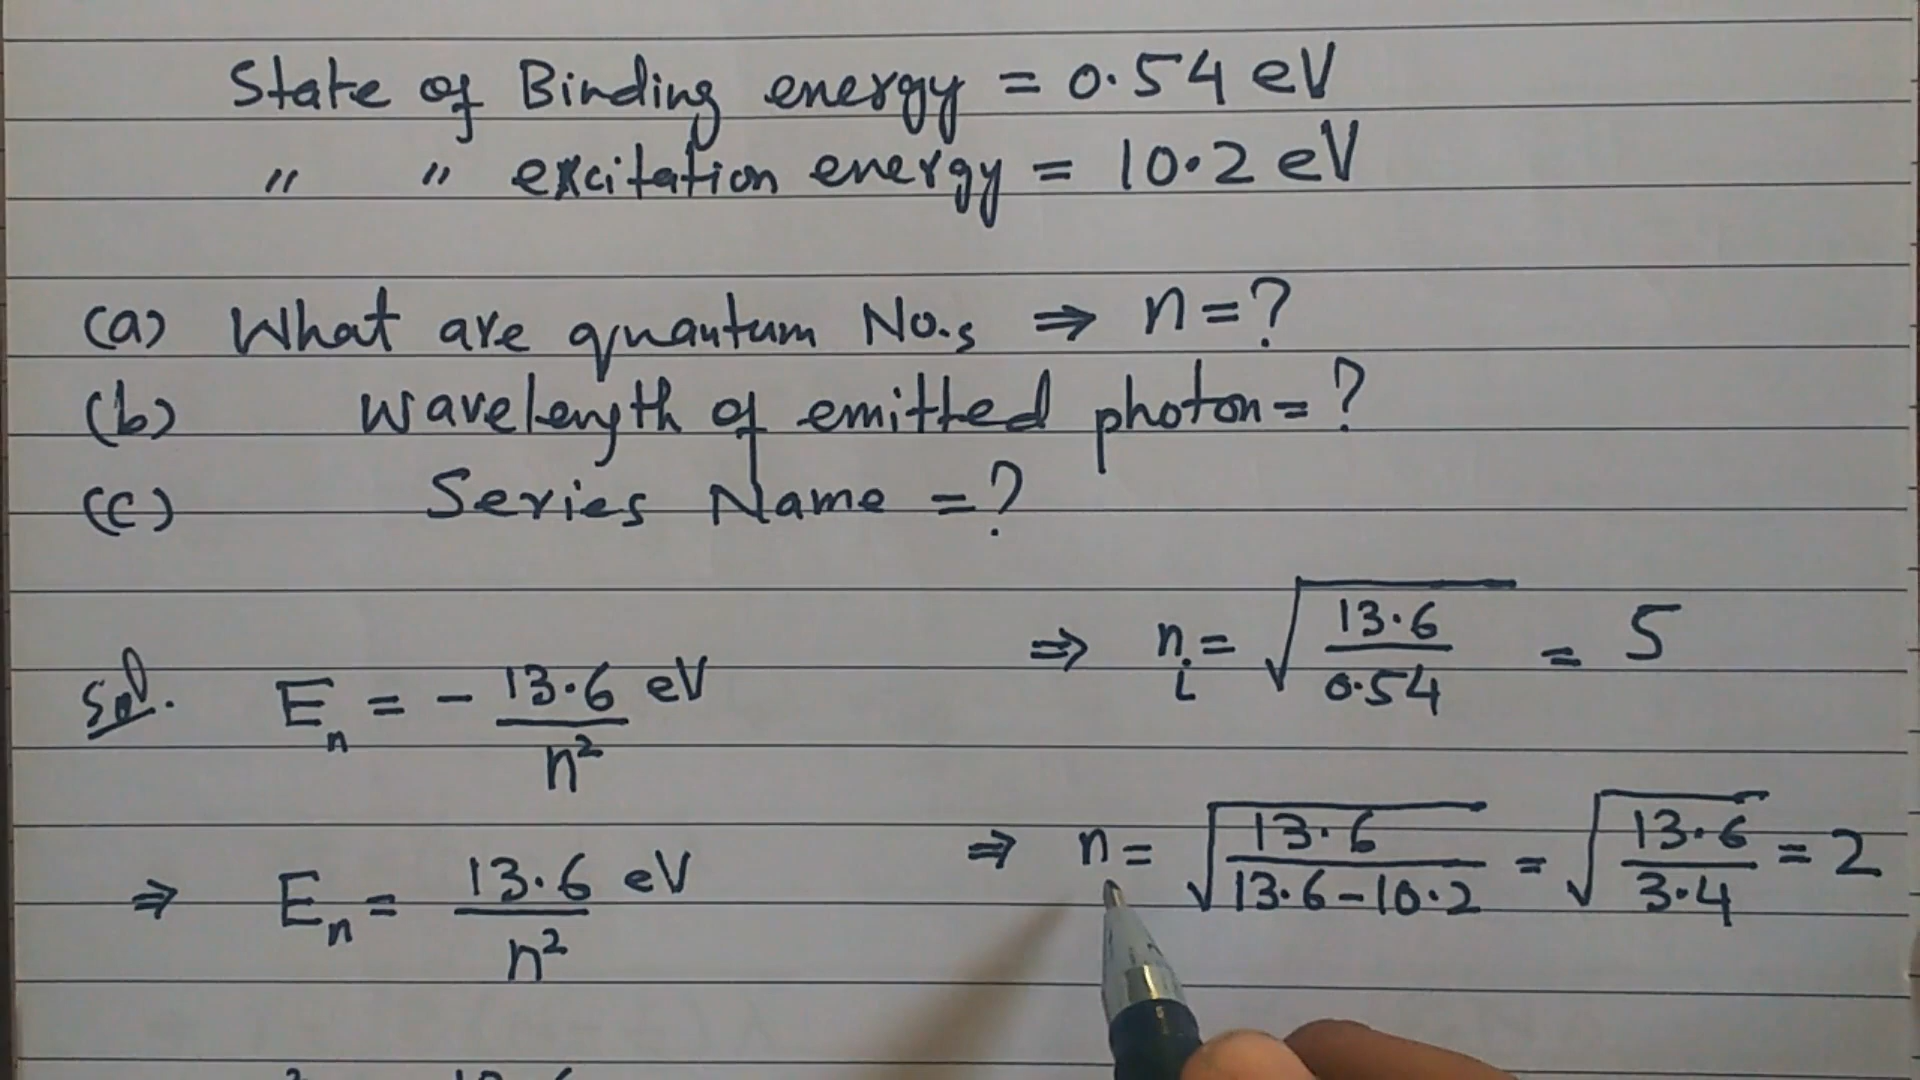 State of Binding energy = 0.54 eV
" " excitation energy = 10.2 eV
(a) What are quantum No.s ⇒ n = ?
(b) Wavelength of emitted photon = ?
(c) Series Name = ?
⇒ nᵢ = √(13.6/0.54) = 5
Sol. Eₙ = - 13.6 eV / n²
⇒ n = √(13.6/(13.6-10.2)) = √(13.6/3.4) = 2
⇒ Eₙ = 13.6 eV / n²